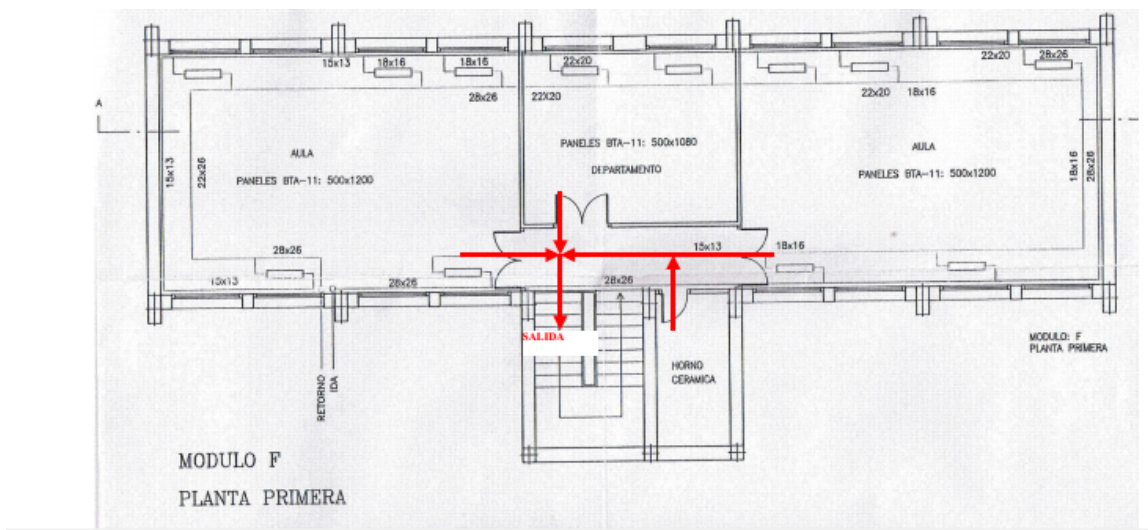 15x13
18x16
18x16
22x20
22x20
28x26
28x26
22X20
22x20
18x16
A
AULA
PANELES BTA-11: 500x1200
PANELES BTA-11: 500x1080
DEPARTAMENTO
AULA
PANELES BTA-11: 500x1200
15x13
22x26
18x16
28x26
28x26
15x13
18x16
15x13
28x26
28x26
SALIDA
RETORNO
IDA
HORNO
CERAMICA
MODULO: F
PLANTA PRIMERA
MODULO F
PLANTA PRIMERA